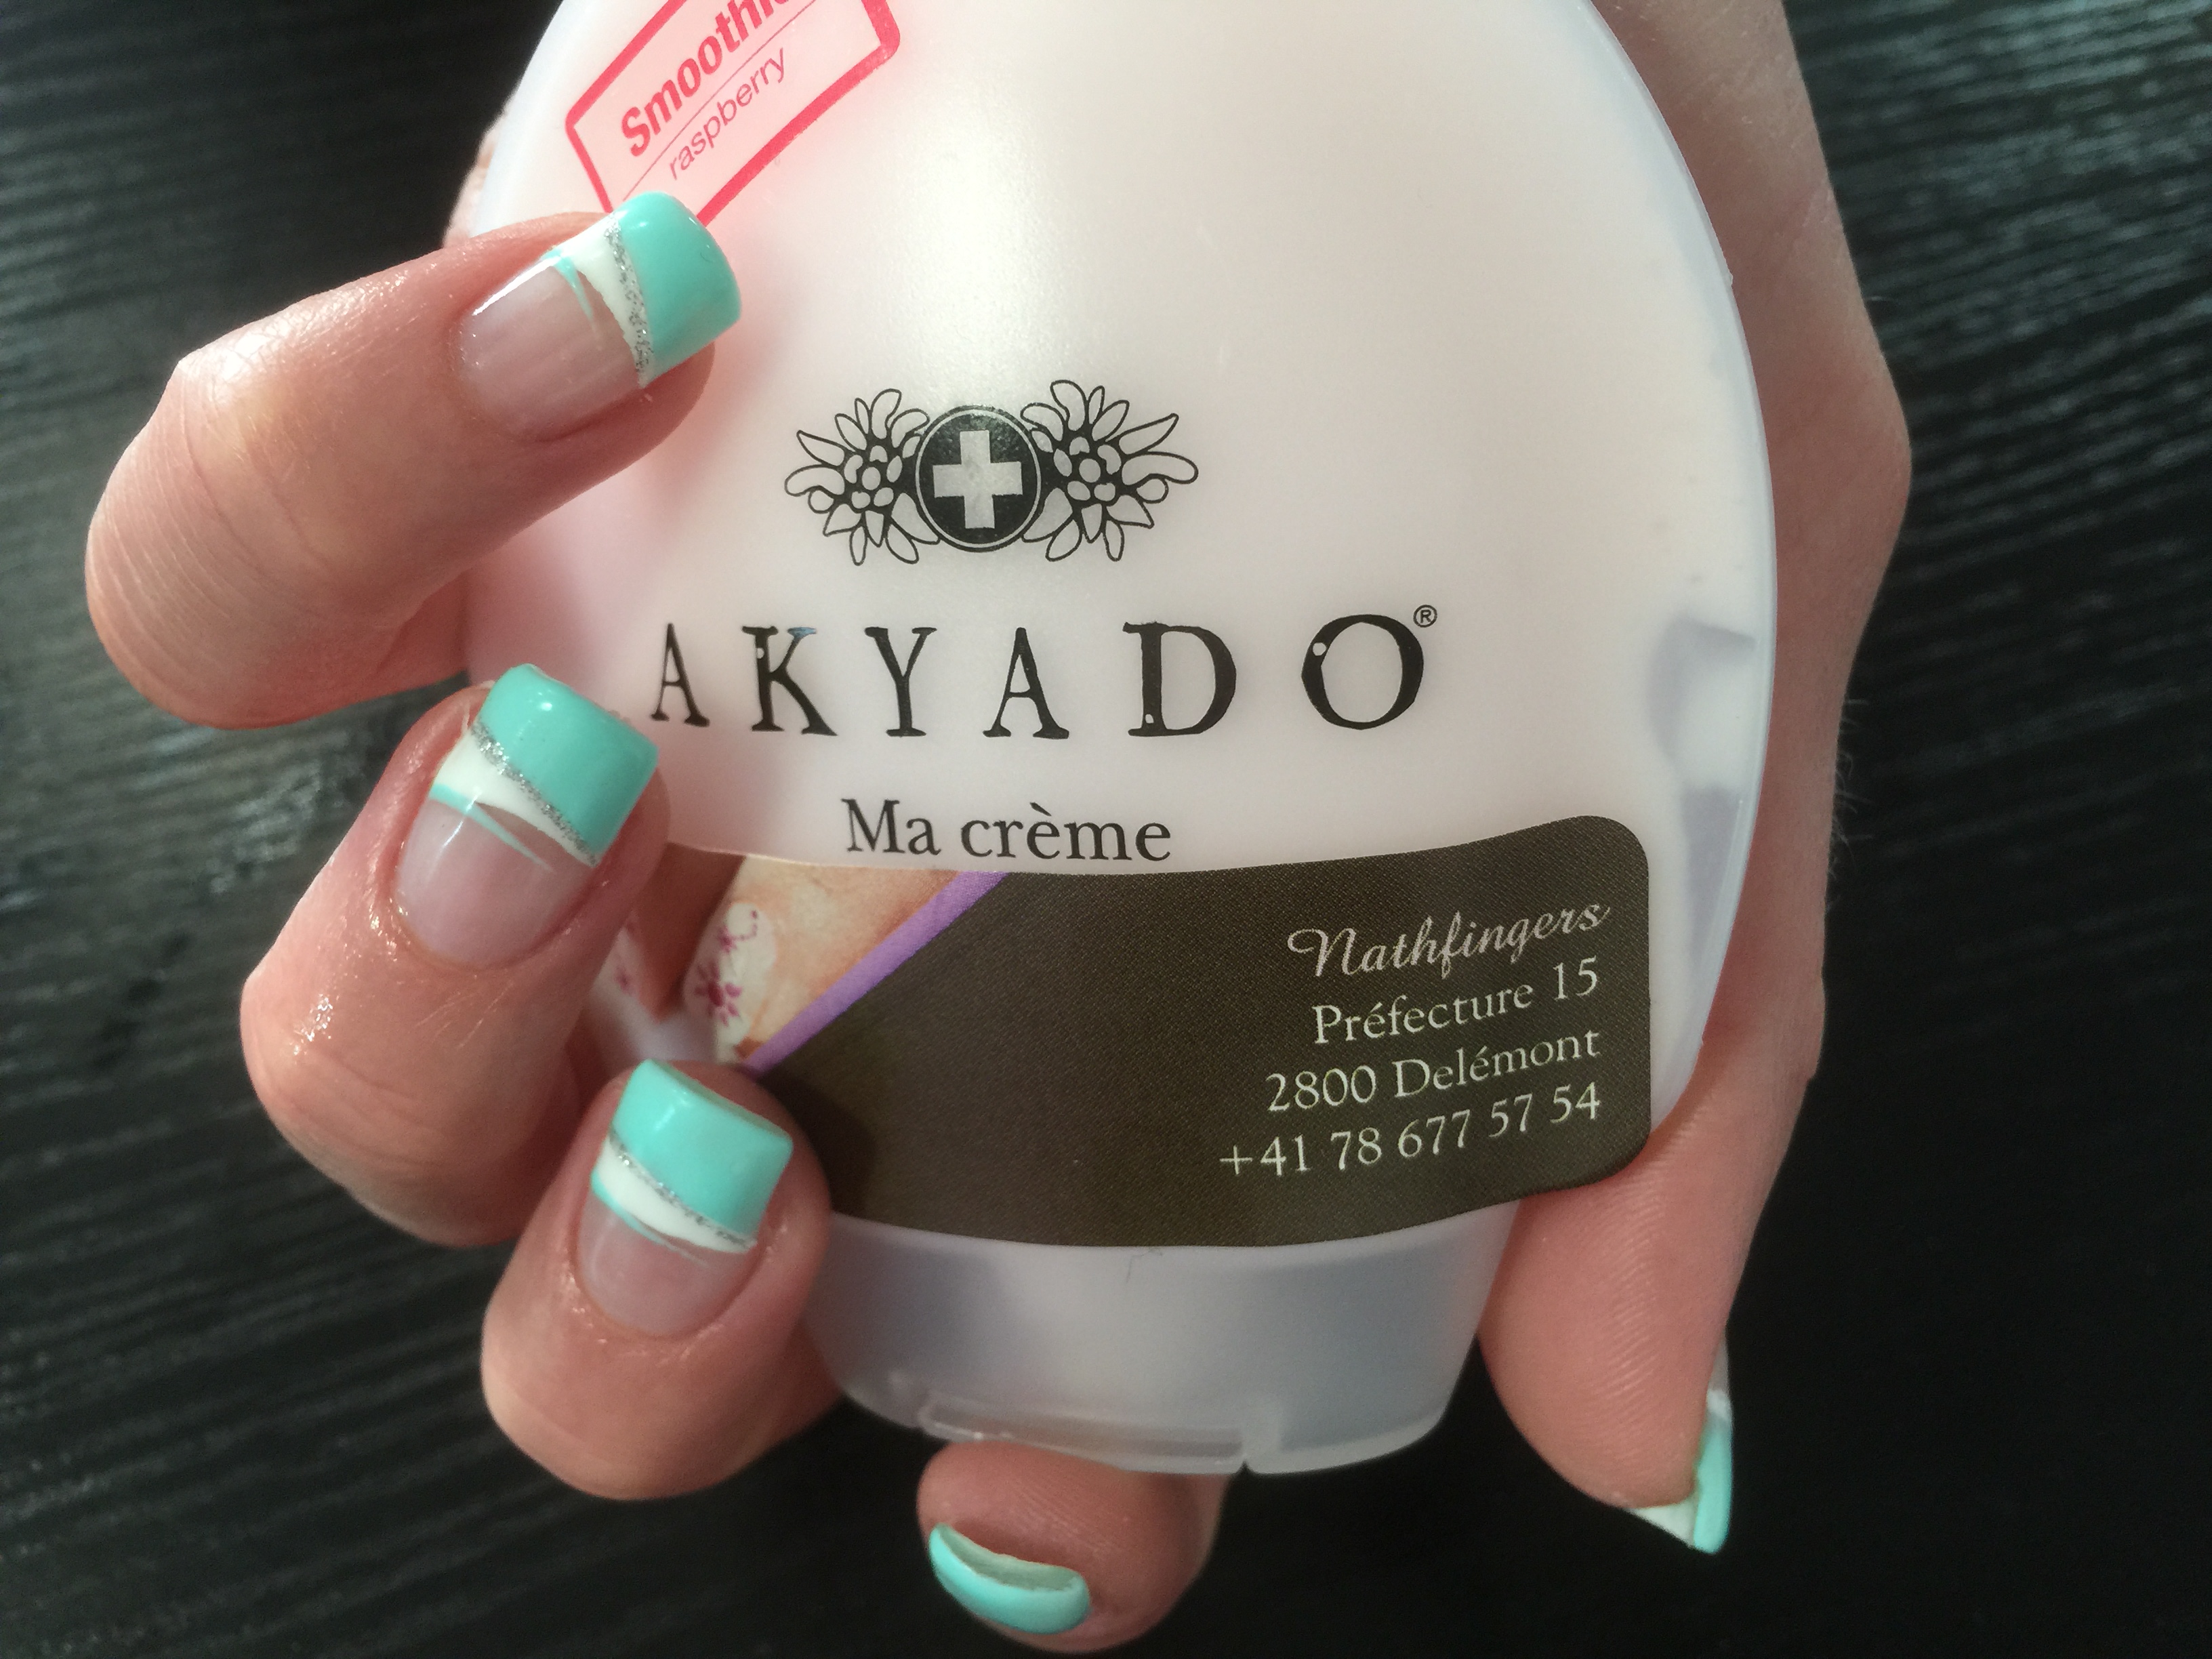 Smoothie
raspberry
AKYADO®
Ma crème
Nathfingers
Préfecture 15
2800 Delémont
+41 78 677 57 54